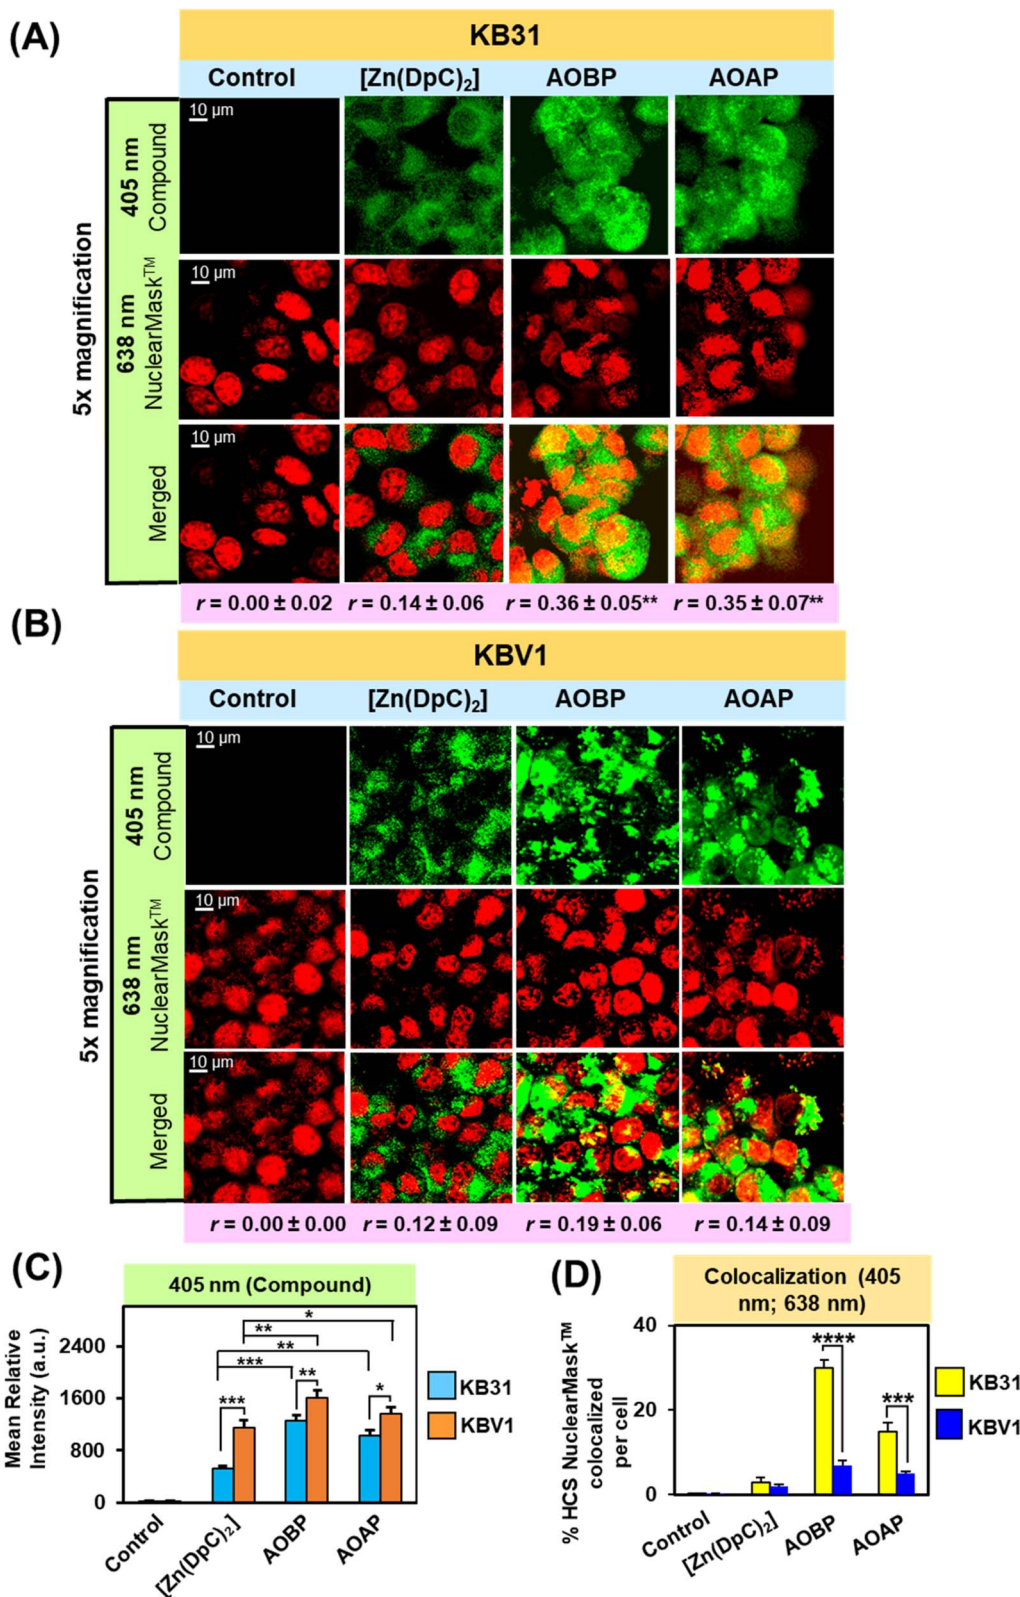 (A)
KB31
Control [Zn(DpC)₂] AOBP AOAP
5x magnification
405 nm
Compound
10 µm
638 nm
NuclearMask™
10 µm
Merged
10 µm
r = 0.00 ± 0.02 r = 0.14 ± 0.06 r = 0.36 ± 0.05** r = 0.35 ± 0.07**
(B)
KBV1
Control [Zn(DpC)₂] AOBP AOAP
5x magnification
405 nm
Compound
10 µm
638 nm
NuclearMask™
10 µm
Merged
10 µm
r = 0.00 ± 0.00 r = 0.12 ± 0.09 r = 0.19 ± 0.06 r = 0.14 ± 0.09
(C)
405 nm (Compound)
Mean Relative
Intensity (a.u.)
2400
1600
800
0
*
**
**
***
**
***
*
KB31
KBV1
Control
[Zn(DpC)₂]
AOBP
AOAP
(D)
Colocalization (405
nm; 638 nm)
% HCS NuclearMask™
colocalized
per cell
40
20
0
****
***
KB31
KBV1
Control
[Zn(DpC)₂]
AOBP
AOAP